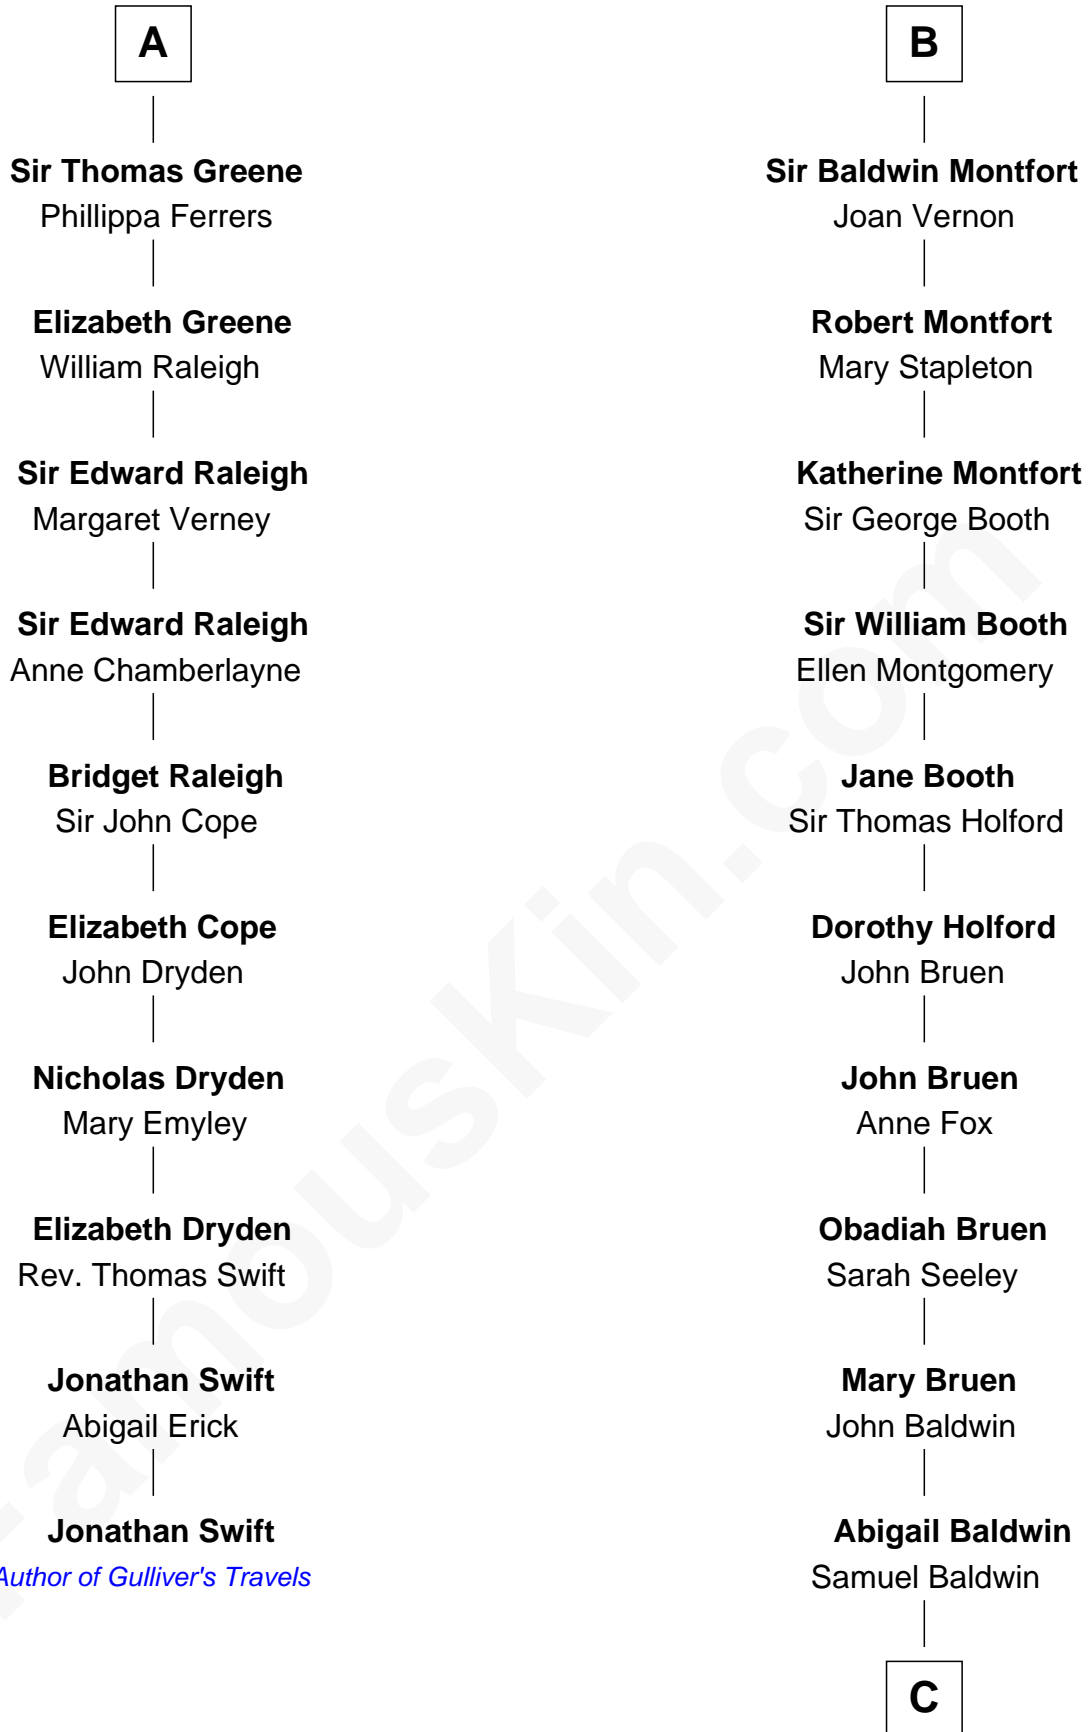 A
Sir Thomas Greene
Phillippa Ferrers
Elizabeth Greene
William Raleigh
Sir Edward Raleigh
Margaret Verney
Sir Edward Raleigh
Anne Chamberlayne
Bridget Raleigh
Sir John Cope
Elizabeth Cope
John Dryden
Nicholas Dryden
Mary Emyley
Elizabeth Dryden
Rev. Thomas Swift
Jonathan Swift
Abigail Erick
Jonathan Swift
Author of Gulliver's Travels
B
Sir Baldwin Montfort
Joan Vernon
Robert Montfort
Mary Stapleton
Katherine Montfort
Sir George Booth
Sir William Booth
Ellen Montgomery
Jane Booth
Sir Thomas Holford
Dorothy Holford
John Bruen
John Bruen
Anne Fox
Obadiah Bruen
Sarah Seeley
Mary Bruen
John Baldwin
Abigail Baldwin
Samuel Baldwin
C
FamousKin.com